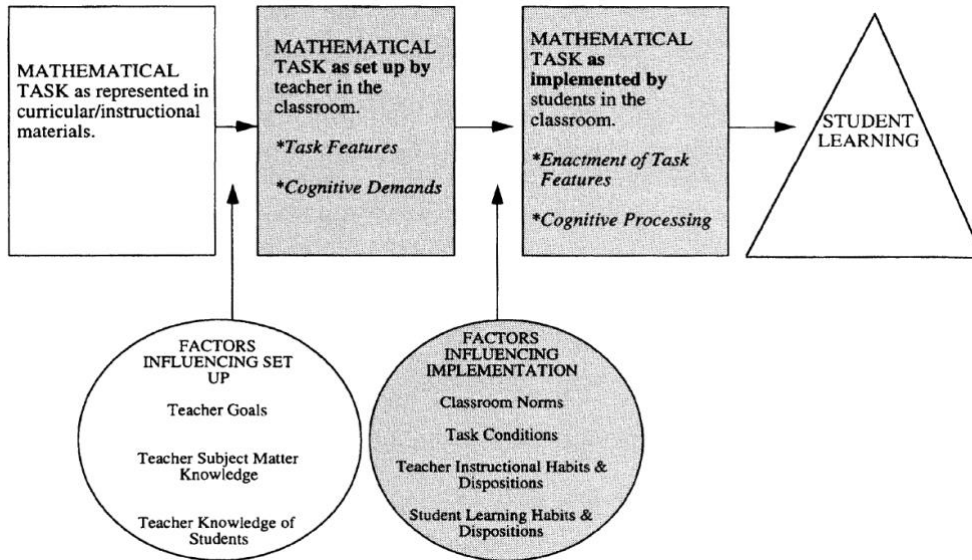 MATHEMATICAL
TASK as represented in
curricular/instructional
materials.
MATHEMATICAL
TASK as set up by
teacher in the
classroom.
*Task Features
*Cognitive Demands
MATHEMATICAL
TASK as
implemented by
students in the
classroom.
*Enactment of Task
Features
*Cognitive Processing
STUDENT
LEARNING
FACTORS
INFLUENCING SET
UP
Teacher Goals
Teacher Subject Matter
Knowledge
Teacher Knowledge of
Students
FACTORS
INFLUENCING
IMPLEMENTATION
Classroom Norms
Task Conditions
Teacher Instructional Habits &
Dispositions
Student Learning Habits &
Dispositions